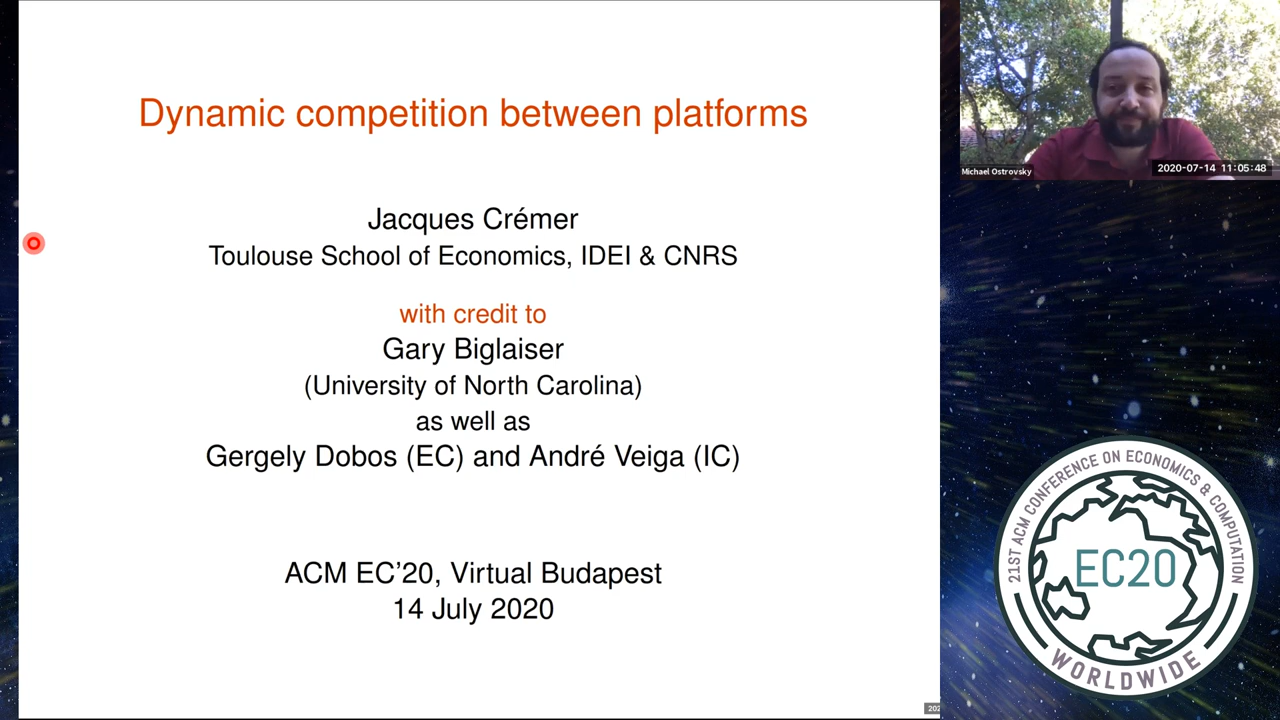 Dynamic competition between platforms
Jacques Crémer
Toulouse School of Economics, IDEI & CNRS
with credit to
Gary Biglaiser
(University of North Carolina)
as well as
Gergely Dobos (EC) and André Veiga (IC)
ACM EC’20, Virtual Budapest
14 July 2020
Michael Ostrovsky
2020-07-14 11:05:48
21ST ACM CONFERENCE ON ECONOMICS & COMPUTATION
EC20
WORLDWIDE